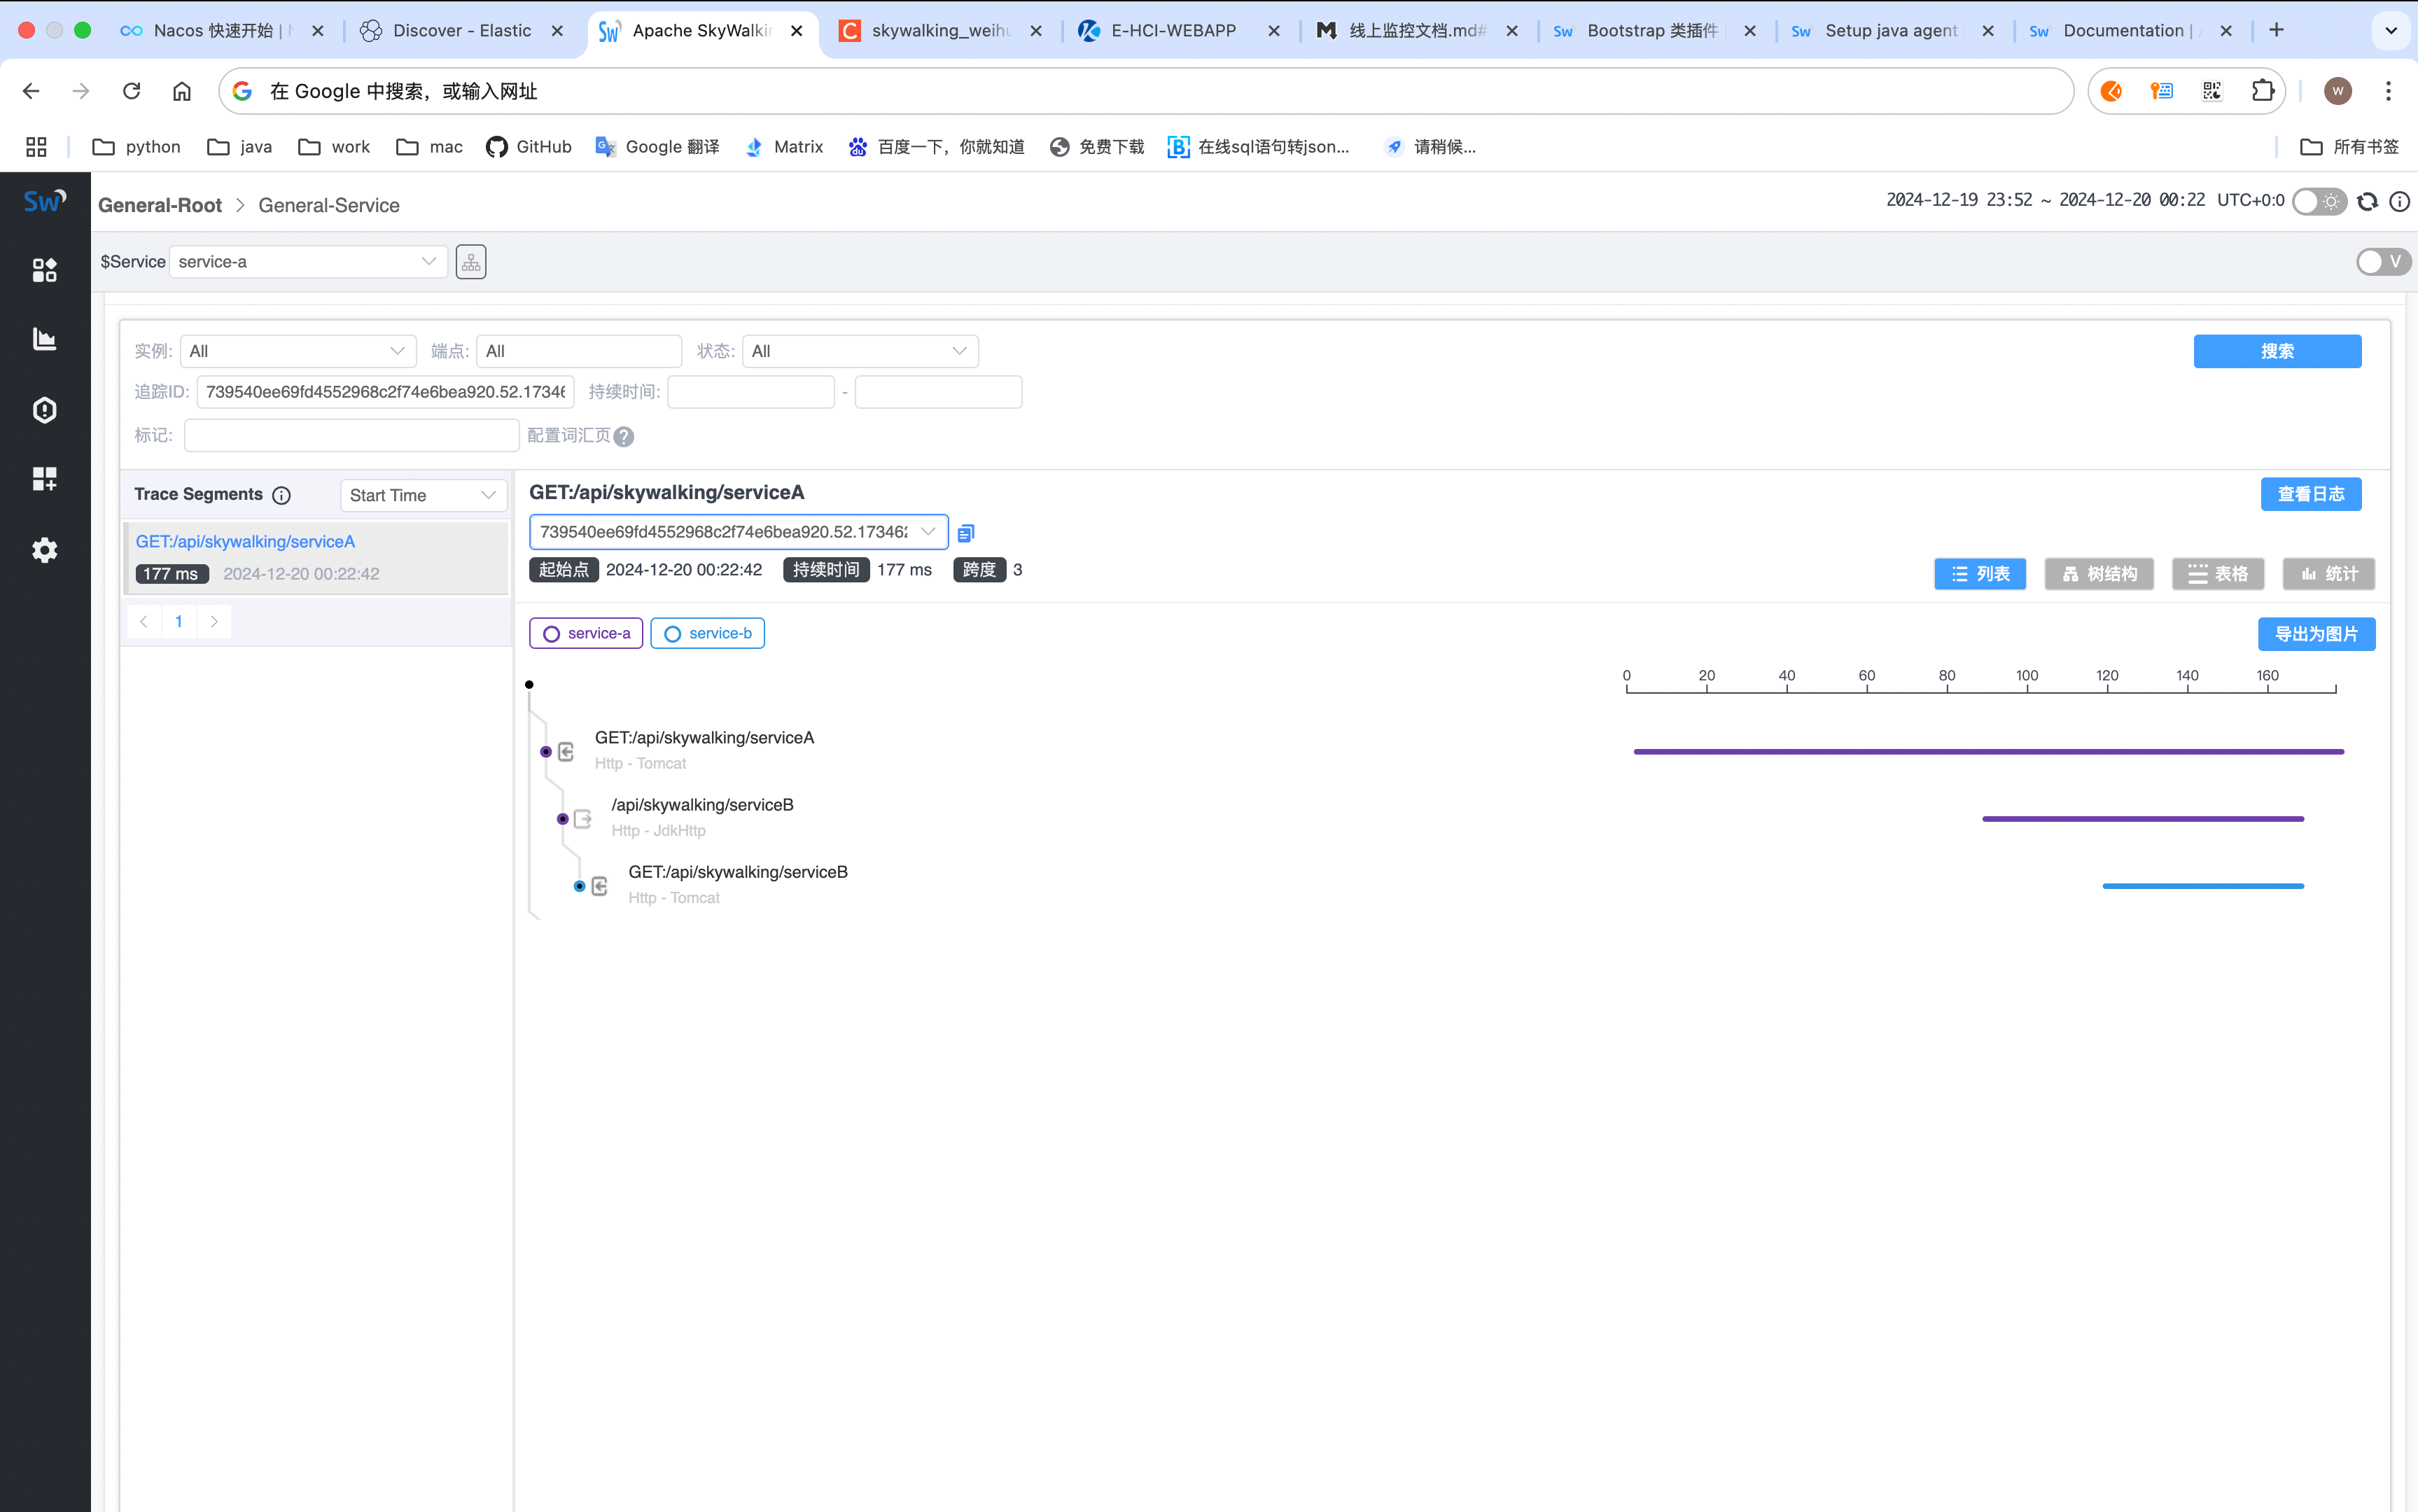 Nacos 快速开始 |
Discover - Elastic
Apache SkyWalkin
skywalking_weihu
E-HCI-WEBAPP
线上监控文档.md#
Bootstrap 类插件
Setup java agent
Documentation |
在 Google 中搜索，或输入网址
W
python
java
work
mac
GitHub
Google 翻译
Matrix
百度一下，你就知道
免费下载
在线sql语句转json...
请稍候...
所有书签
Sw
General-Root > General-Service
2024-12-19 23:52 ~ 2024-12-20 00:22 UTC+0:0
$Service service-a
V
实例: All 端点: All 状态: All
搜索
追踪ID: 739540ee69fd4552968c2f74e6bea920.52.17346 持续时间: -
标记: 配置词汇页
Trace Segments Start Time
GET:/api/skywalking/serviceA
177 ms 2024-12-20 00:22:42
1
GET:/api/skywalking/serviceA
查看日志
739540ee69fd4552968c2f74e6bea920.52.17346
起始点 2024-12-20 00:22:42 持续时间 177 ms 跨度 3
列表 树结构 表格 统计
service-a service-b
导出为图片
0 20 40 60 80 100 120 140 160
GET:/api/skywalking/serviceA
Http - Tomcat
/api/skywalking/serviceB
Http - JdkHttp
GET:/api/skywalking/serviceB
Http - Tomcat